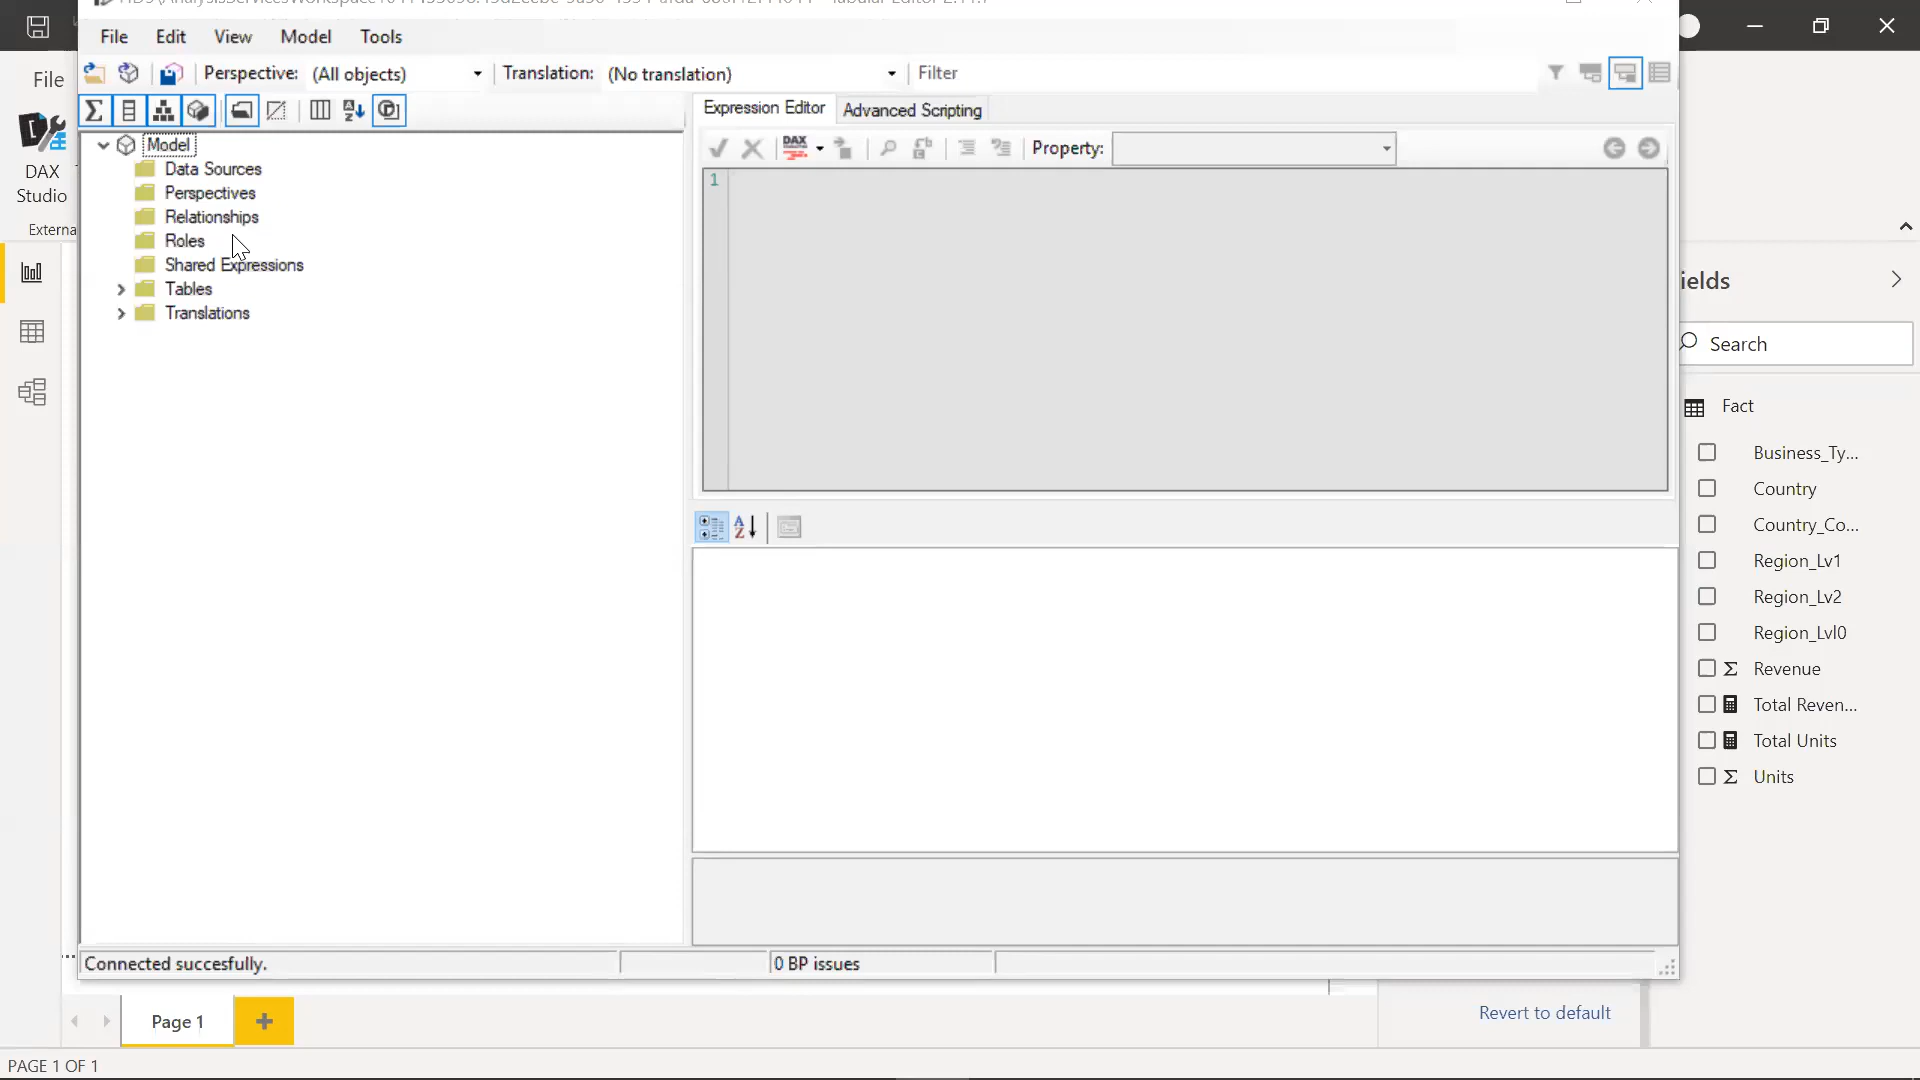 File Edit View Model Tools
Perspective: (All objects) Translation: (No translation) Filter
File
DAX
Studio
Externa
Expression Editor Advanced Scripting
DAX Property:
1
Model
Data Sources
Perspectives
Relationships
Roles
Shared Expressions
Tables
Translations
ields
Search
Fact
Business_Ty...
Country
Country_Co...
Region_Lv1
Region_Lv2
Region_Lvl0
Revenue
Total Reven...
Total Units
Units
Connected succesfully. 0 BP issues
Revert to default
Page 1
PAGE 1 OF 1